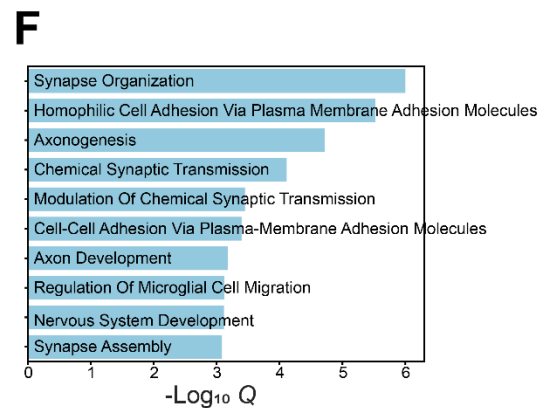 F
Synapse Organization
Homophilic Cell Adhesion Via Plasma Membrane Adhesion Molecules
Axonogenesis
Chemical Synaptic Transmission
Modulation Of Chemical Synaptic Transmission
Cell-Cell Adhesion Via Plasma-Membrane Adhesion Molecules
Axon Development
Regulation Of Microglial Cell Migration
Nervous System Development
Synapse Assembly
0 1 2 3 4 5 6
-Log₁₀ Q